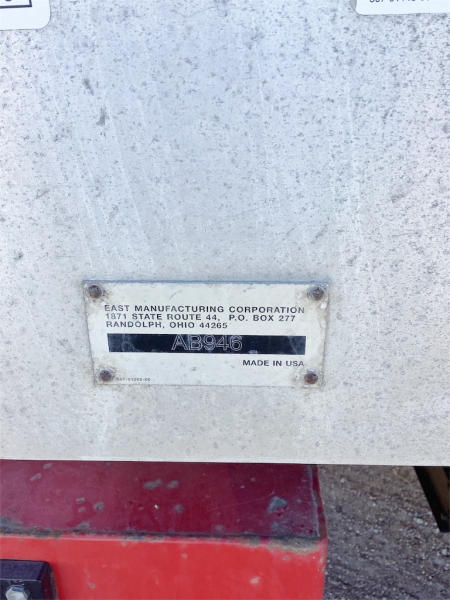 EAST MANUFACTURING CORPORATION
1871 STATE ROUTE 44, P.O. BOX 277
RANDOLPH, OHIO 44265
AB946
MADE IN USA